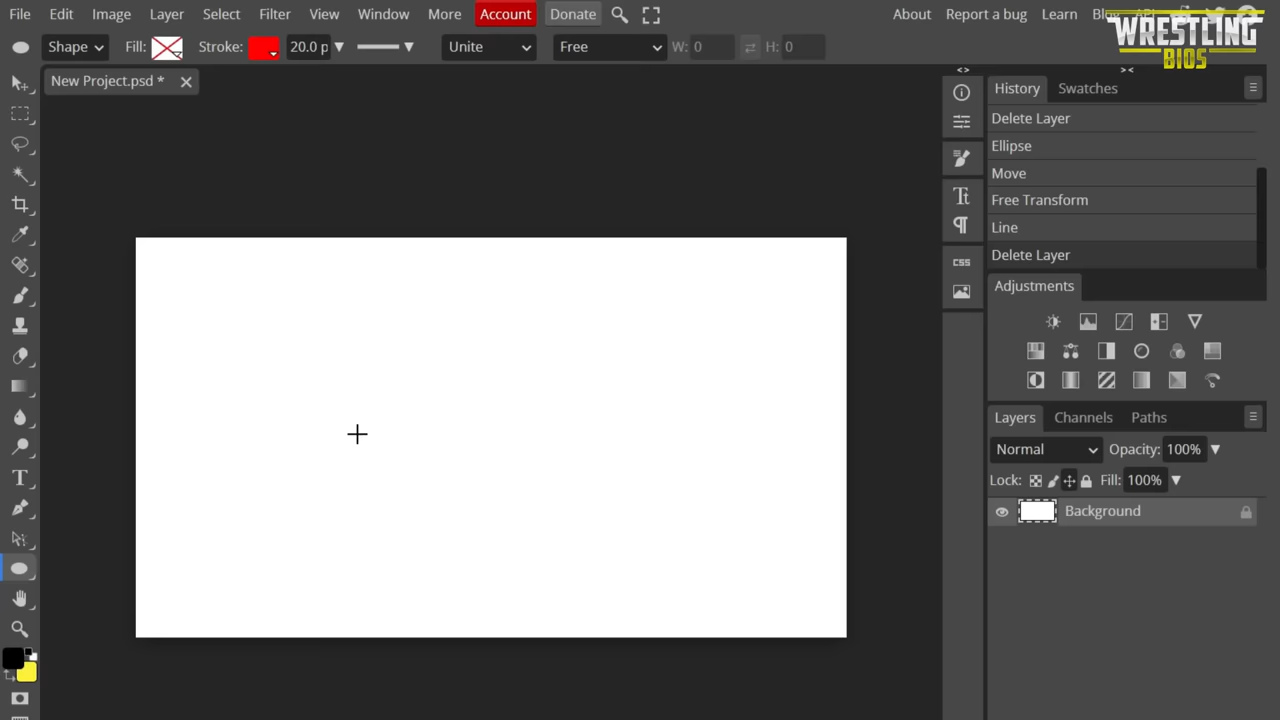 File Edit Image Layer Select Filter View Window More Account Donate About Report a bug Learn Blog API
WRESTLING
BIOS
Shape Fill: Stroke: 20.0 p Unite Free W: 0 H: 0
New Project.psd *
< > > <
History Swatches
Delete Layer
Ellipse
Move
Free Transform
Line
Delete Layer
Adjustments
CSS
Layers Channels Paths
Normal Opacity: 100%
Lock: Fill: 100%
Background